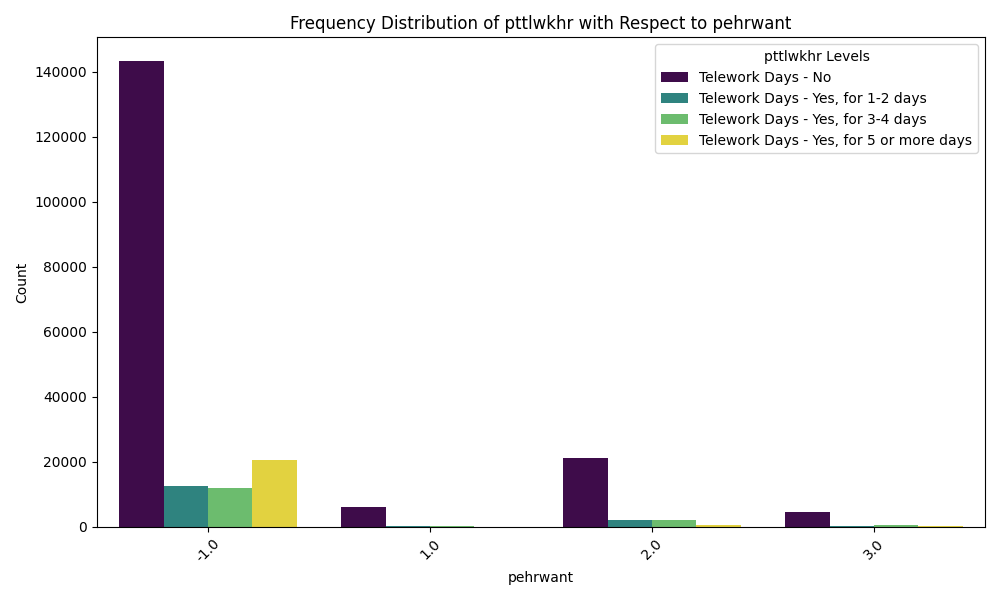 Frequency Distribution of pttlwkhr with Respect to pehrwant
pttlwkhr Levels
Telework Days - No
Telework Days - Yes, for 1-2 days
Telework Days - Yes, for 3-4 days
Telework Days - Yes, for 5 or more days
140000
120000
100000
80000
60000
40000
20000
0
Count
-1.0
1.0
2.0
3.0
pehrwant